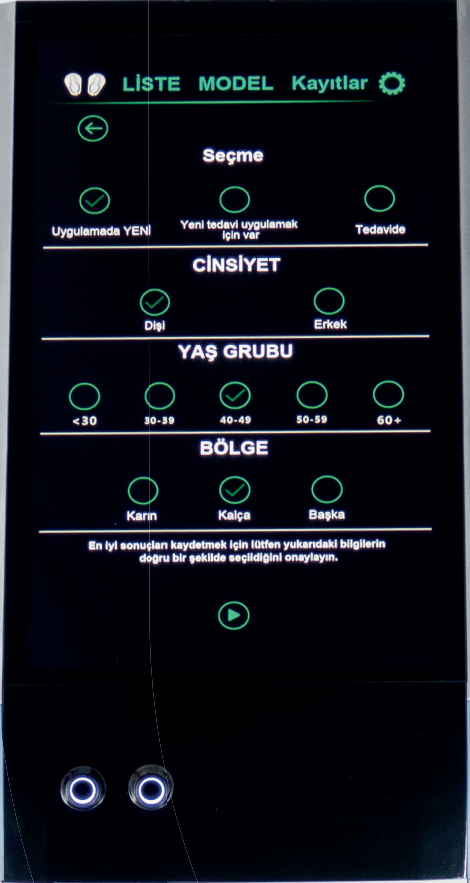 LİSTE MODEL Kayıtlar
Seçme
Uygulamada YENİ
Yeni tedavi uygulamak
için var
Tedavide
CİNSİYET
Dişi Erkek
YAŞ GRUBU
<30 30-39 40-49 50-59 60+
BÖLGE
Karın Kalça Başka
En iyi sonuçları kaydetmek için lütfen yukarıdaki bilgilerin
doğru bir şekilde seçildiğini onaylayın.